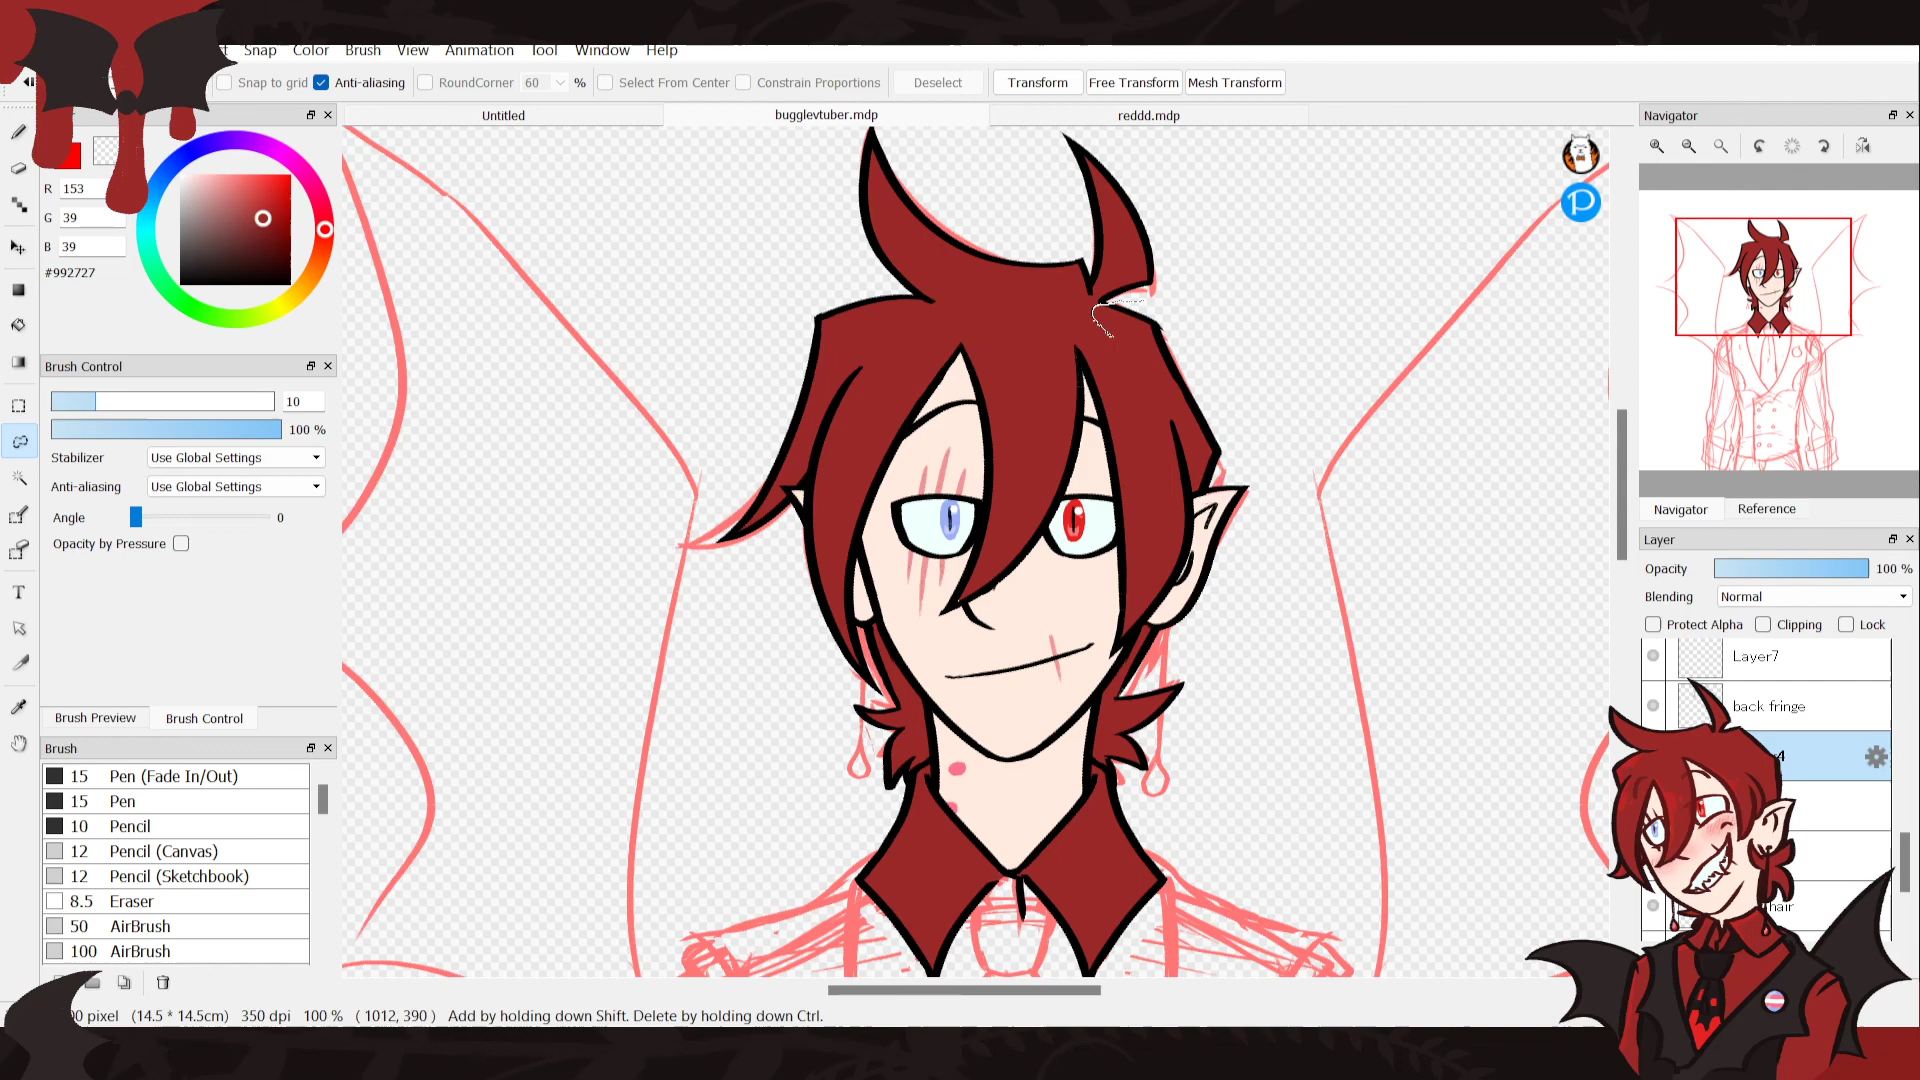 Snap Color Brush View Animation Tool Window Help
Snap to grid Anti-aliasing RoundCorner 60 % Select From Center Constrain Proportions Deselect Transform Free Transform Mesh Transform
Untitled bugglevtuber.mdp reddd.mdp
R 153
G 39
B 39
#992727
Brush Control
10
100 %
Stabilizer Use Global Settings
Anti-aliasing Use Global Settings
Angle 0
Opacity by Pressure
Brush Preview Brush Control
Brush
15 Pen (Fade In/Out)
15 Pen
10 Pencil
12 Pencil (Canvas)
12 Pencil (Sketchbook)
8.5 Eraser
50 AirBrush
100 AirBrush
pixel (14.5 * 14.5cm) 350 dpi 100 % ( 1012, 390 ) Add by holding down Shift. Delete by holding down Ctrl.
Navigator
Navigator Reference
Layer
Opacity 100 %
Blending Normal
Protect Alpha Clipping Lock
Layer7
back fringe
hair